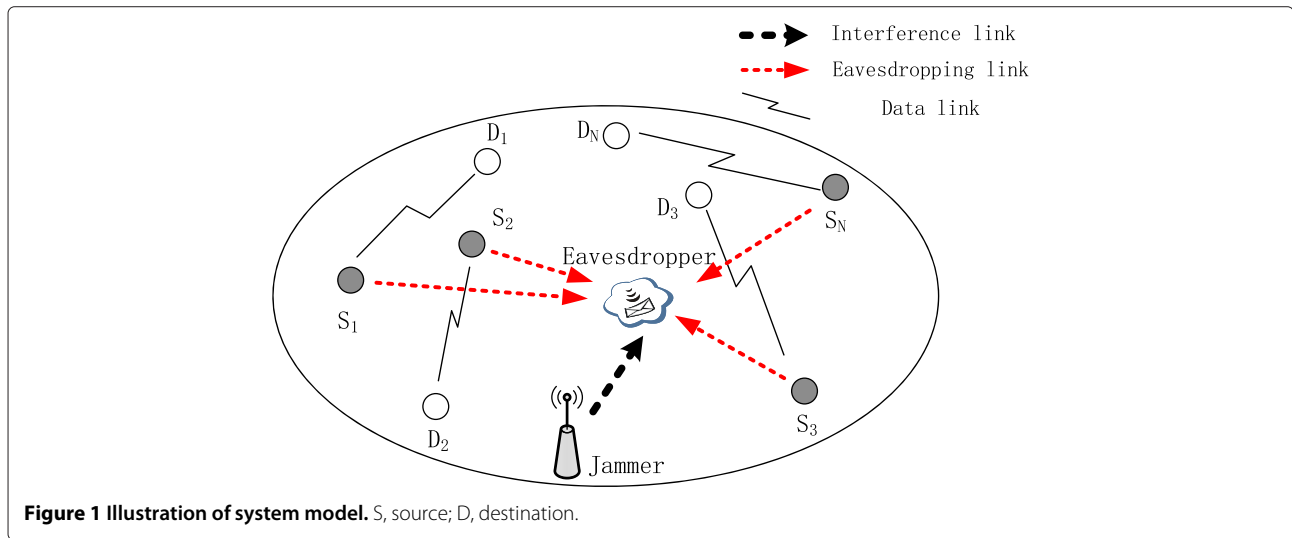 Interference link
Eavesdropping link
Data link
D1
DN
S2
D3
SN
Eavesdropper
S1
D2
S3
Jammer
Figure 1 Illustration of system model. S, source; D, destination.